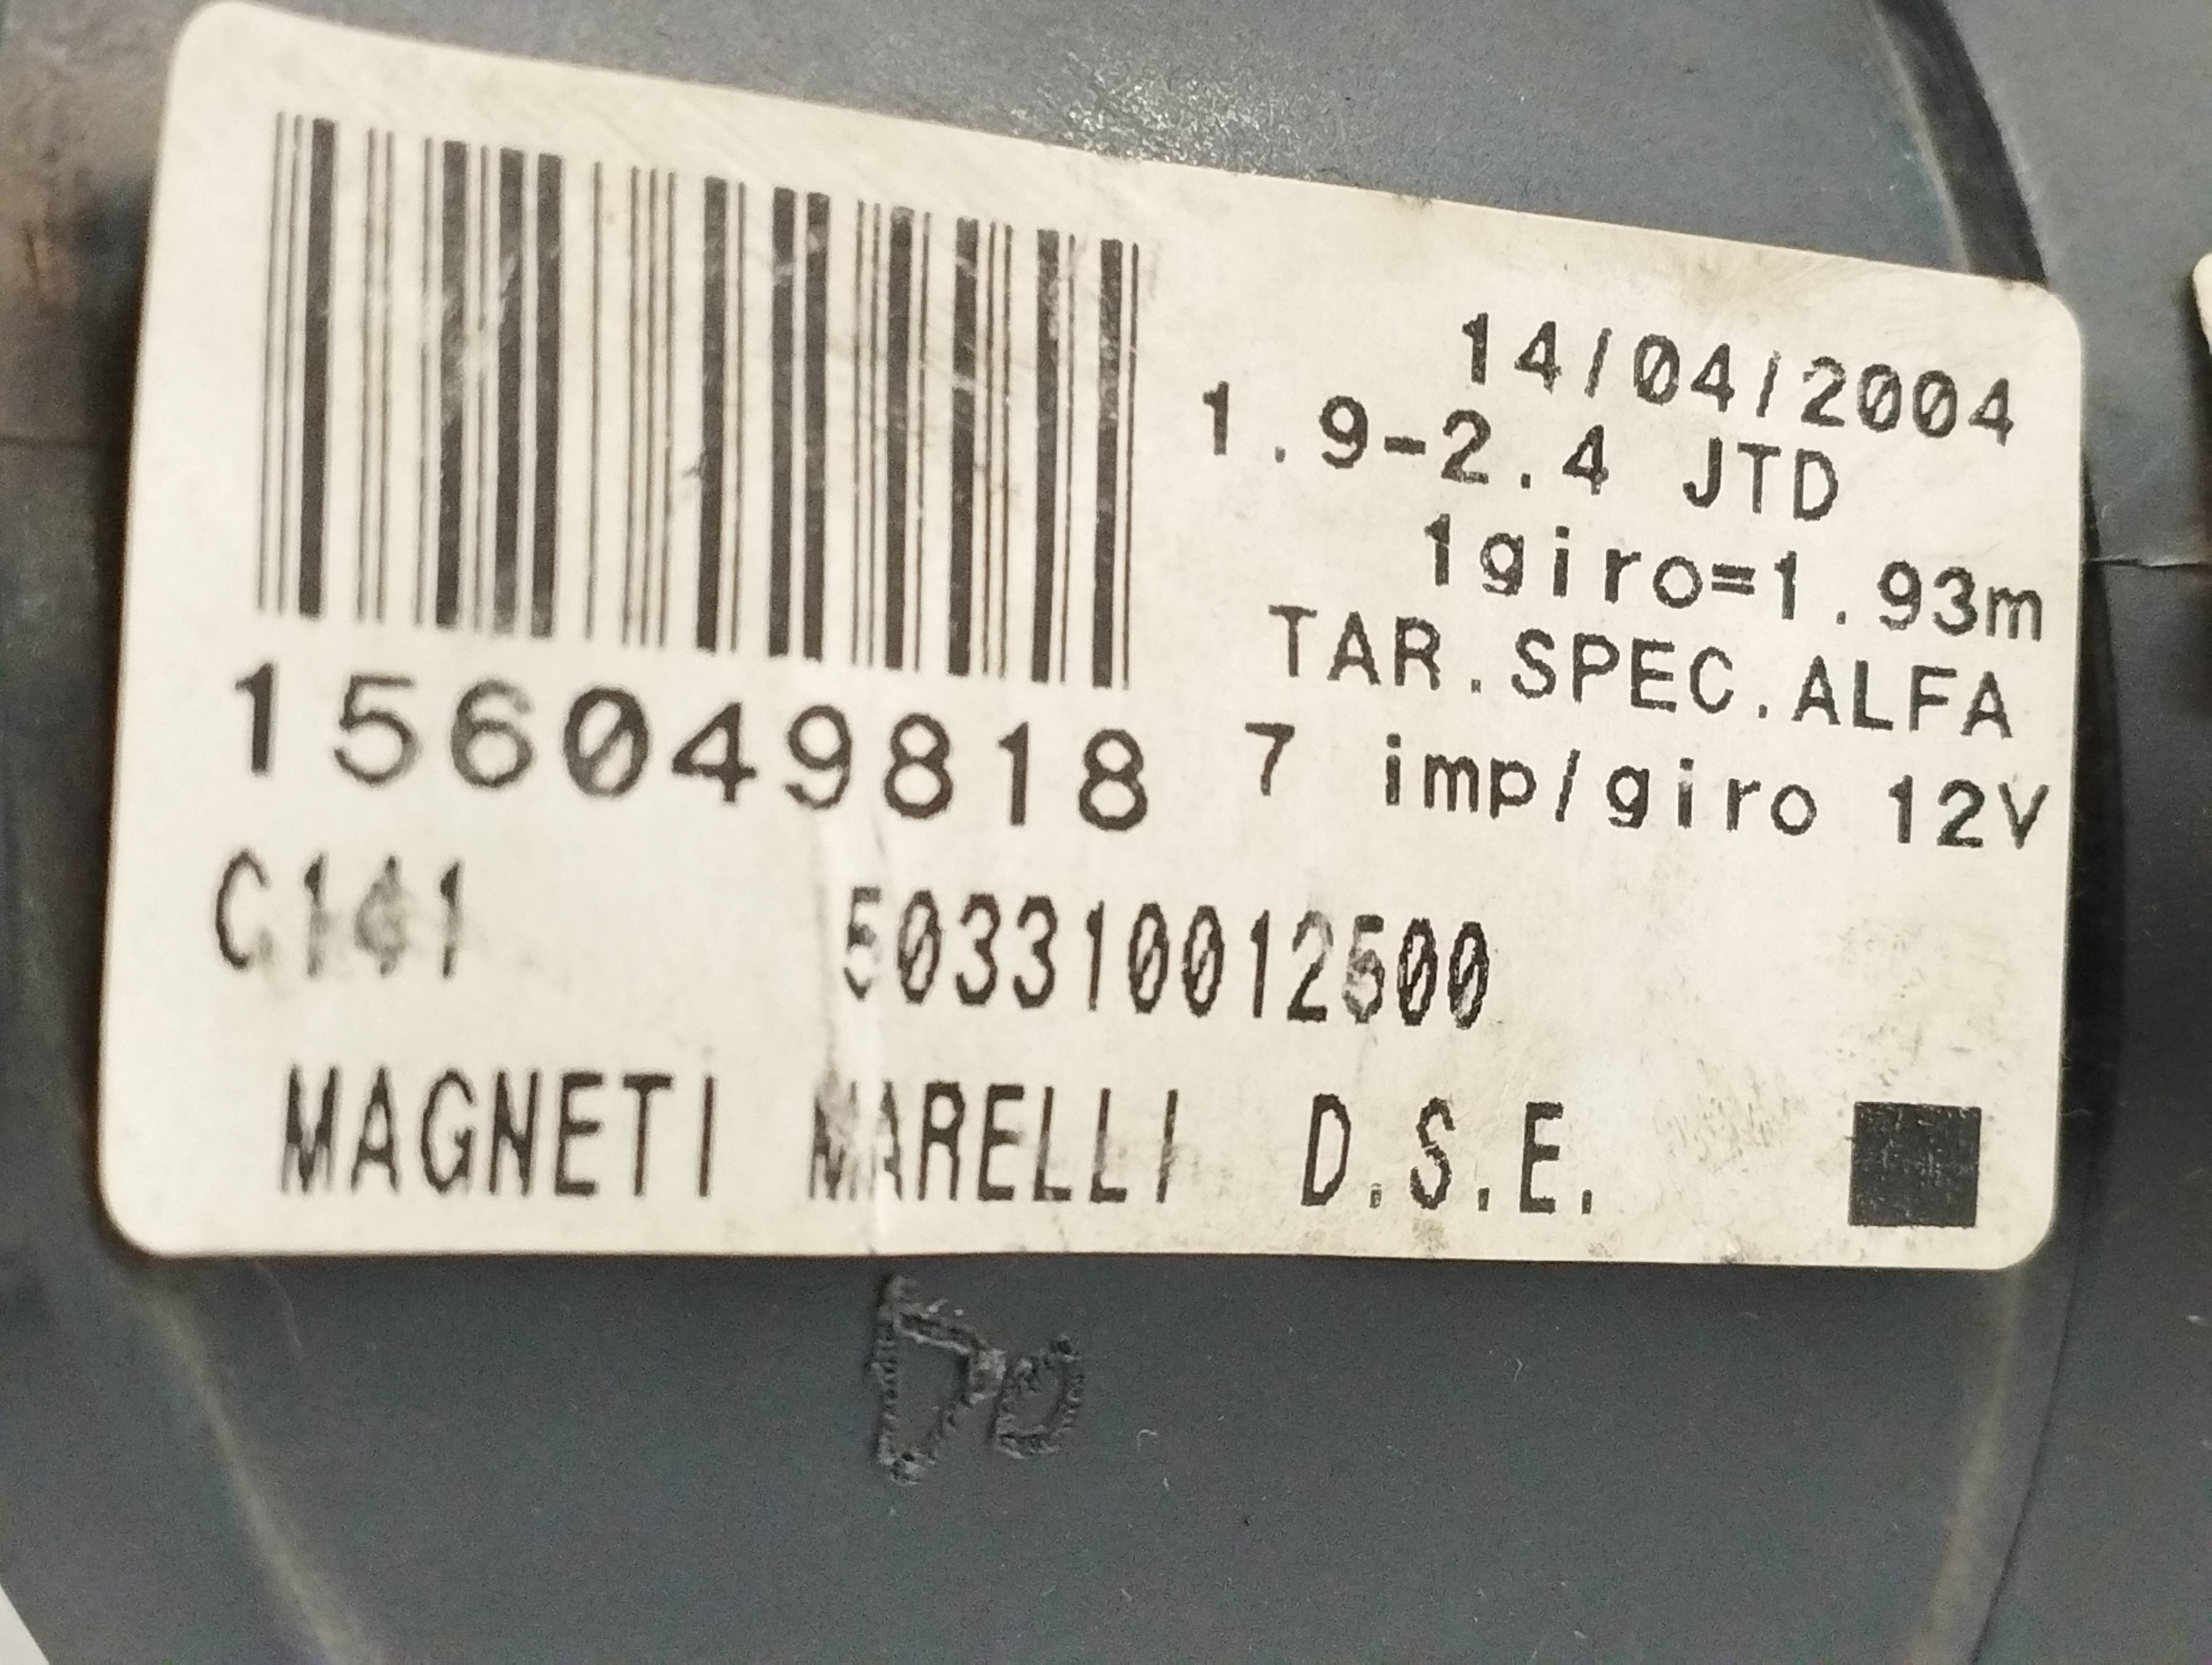 14/04/2004
1.9-2.4 JTD
1giro=1.93m
TAR.SPEC.ALFA
156049818 7 imp/giro 12V
503310012500
MAGNETI MARELLI D.S.E.